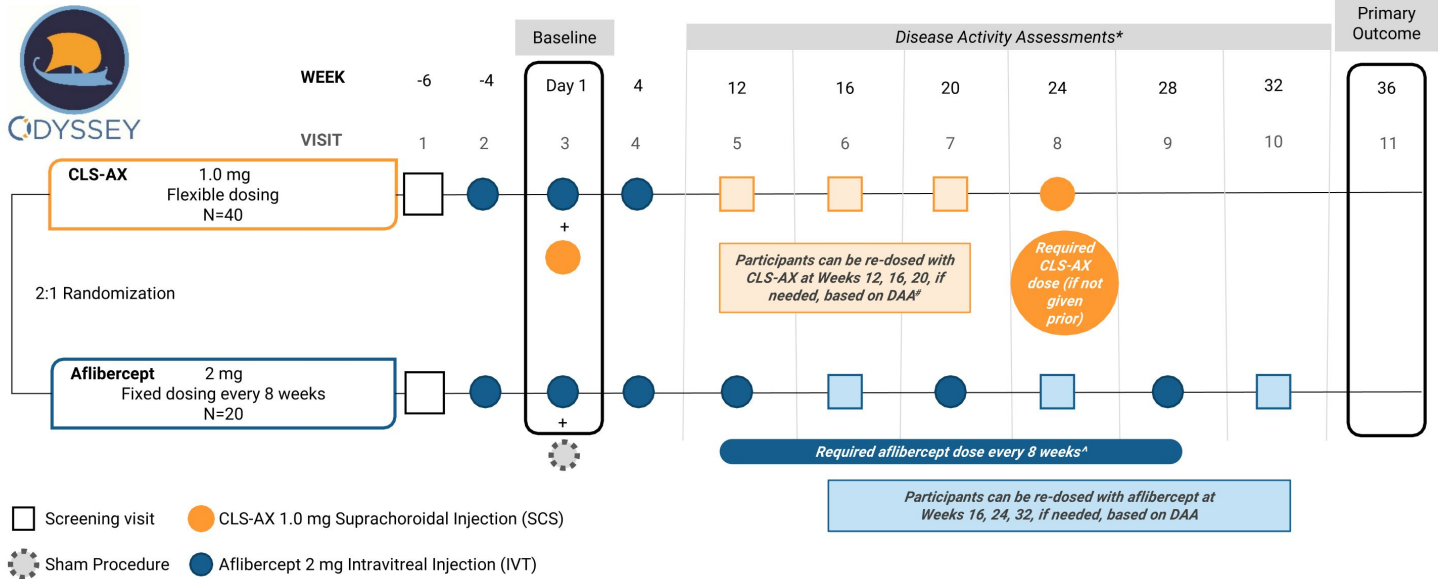 Primary
Outcome
Baseline
Disease Activity Assessments*
WEEK -6 -4 Day 1 4 12 16 20 24 28 32 36
ODYSSEY
VISIT 1 2 3 4 5 6 7 8 9 10 11
CLS-AX 1.0 mg
Flexible dosing
N=40
+
Participants can be re-dosed with
CLS-AX at Weeks 12, 16, 20, if
needed, based on DAA#
Required
CLS-AX
dose (if not
given
prior)
2:1 Randomization
Aflibercept 2 mg
Fixed dosing every 8 weeks
N=20
+
Required aflibercept dose every 8 weeks^
Participants can be re-dosed with aflibercept at
Weeks 16, 24, 32, if needed, based on DAA
Screening visit
CLS-AX 1.0 mg Suprachoroidal Injection (SCS)
Sham Procedure
Aflibercept 2 mg Intravitreal Injection (IVT)